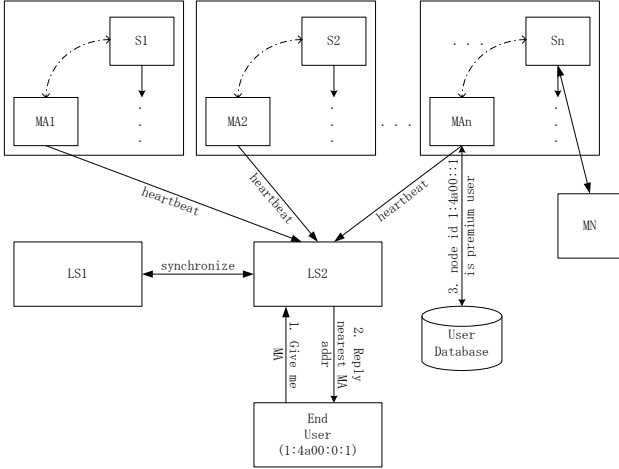 S1
S2
. . . .
Sn
MA1
MA2
. . . .
MAn
heartbeat
heartbeat
heartbeat
3. node id 1:4a00::1
is premium user
MN
LS1
synchronize
LS2
1. Give me
MA
2. Reply
nearest MA
addr
User
Database
End
User
(1:4a00:0:1)